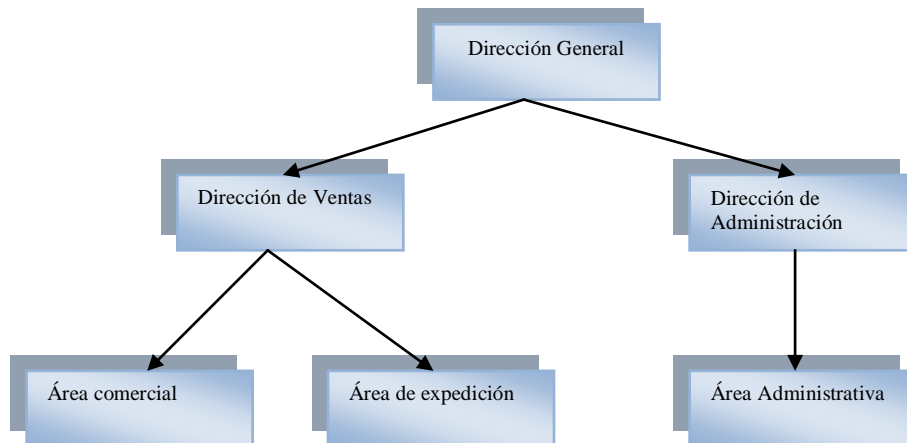 Dirección General
Dirección de Ventas
Dirección de
Administración
Área comercial
Área de expedición
Área Administrativa